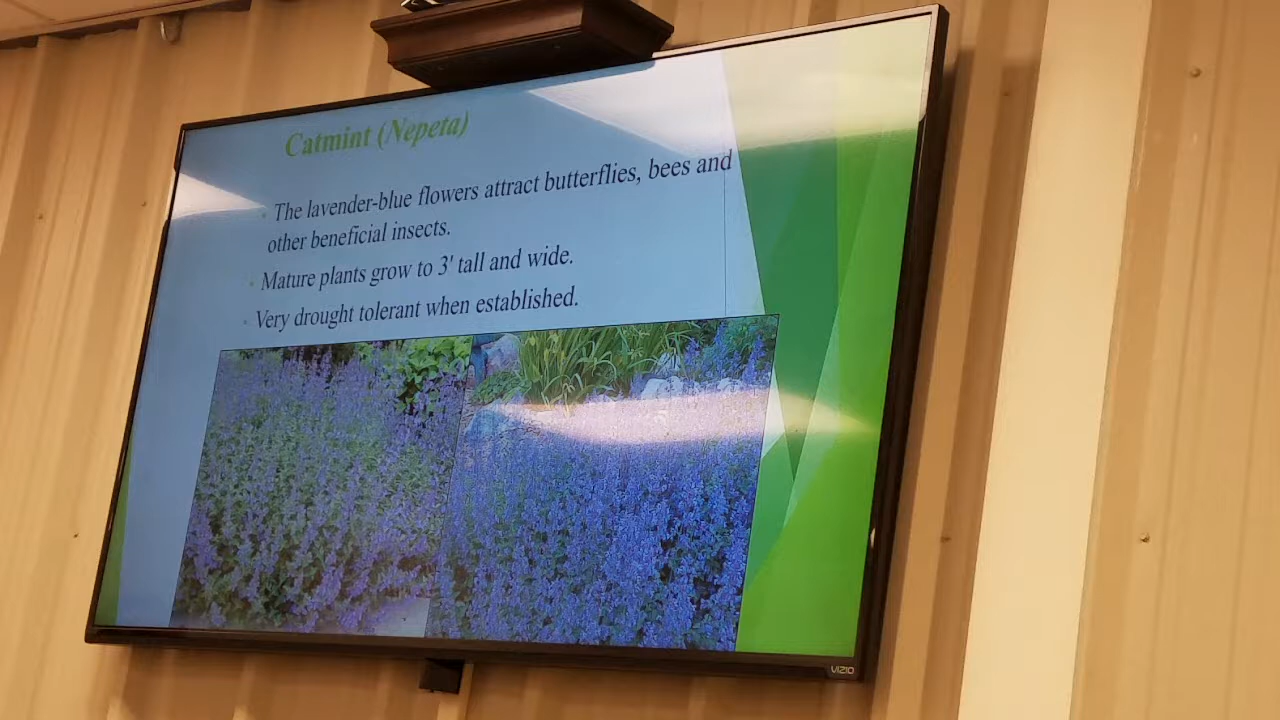 Catmint (Nepeta)
The lavender-blue flowers attract butterflies, bees and
other beneficial insects.
Mature plants grow to 3' tall and wide.
Very drought tolerant when established.
VIZIO